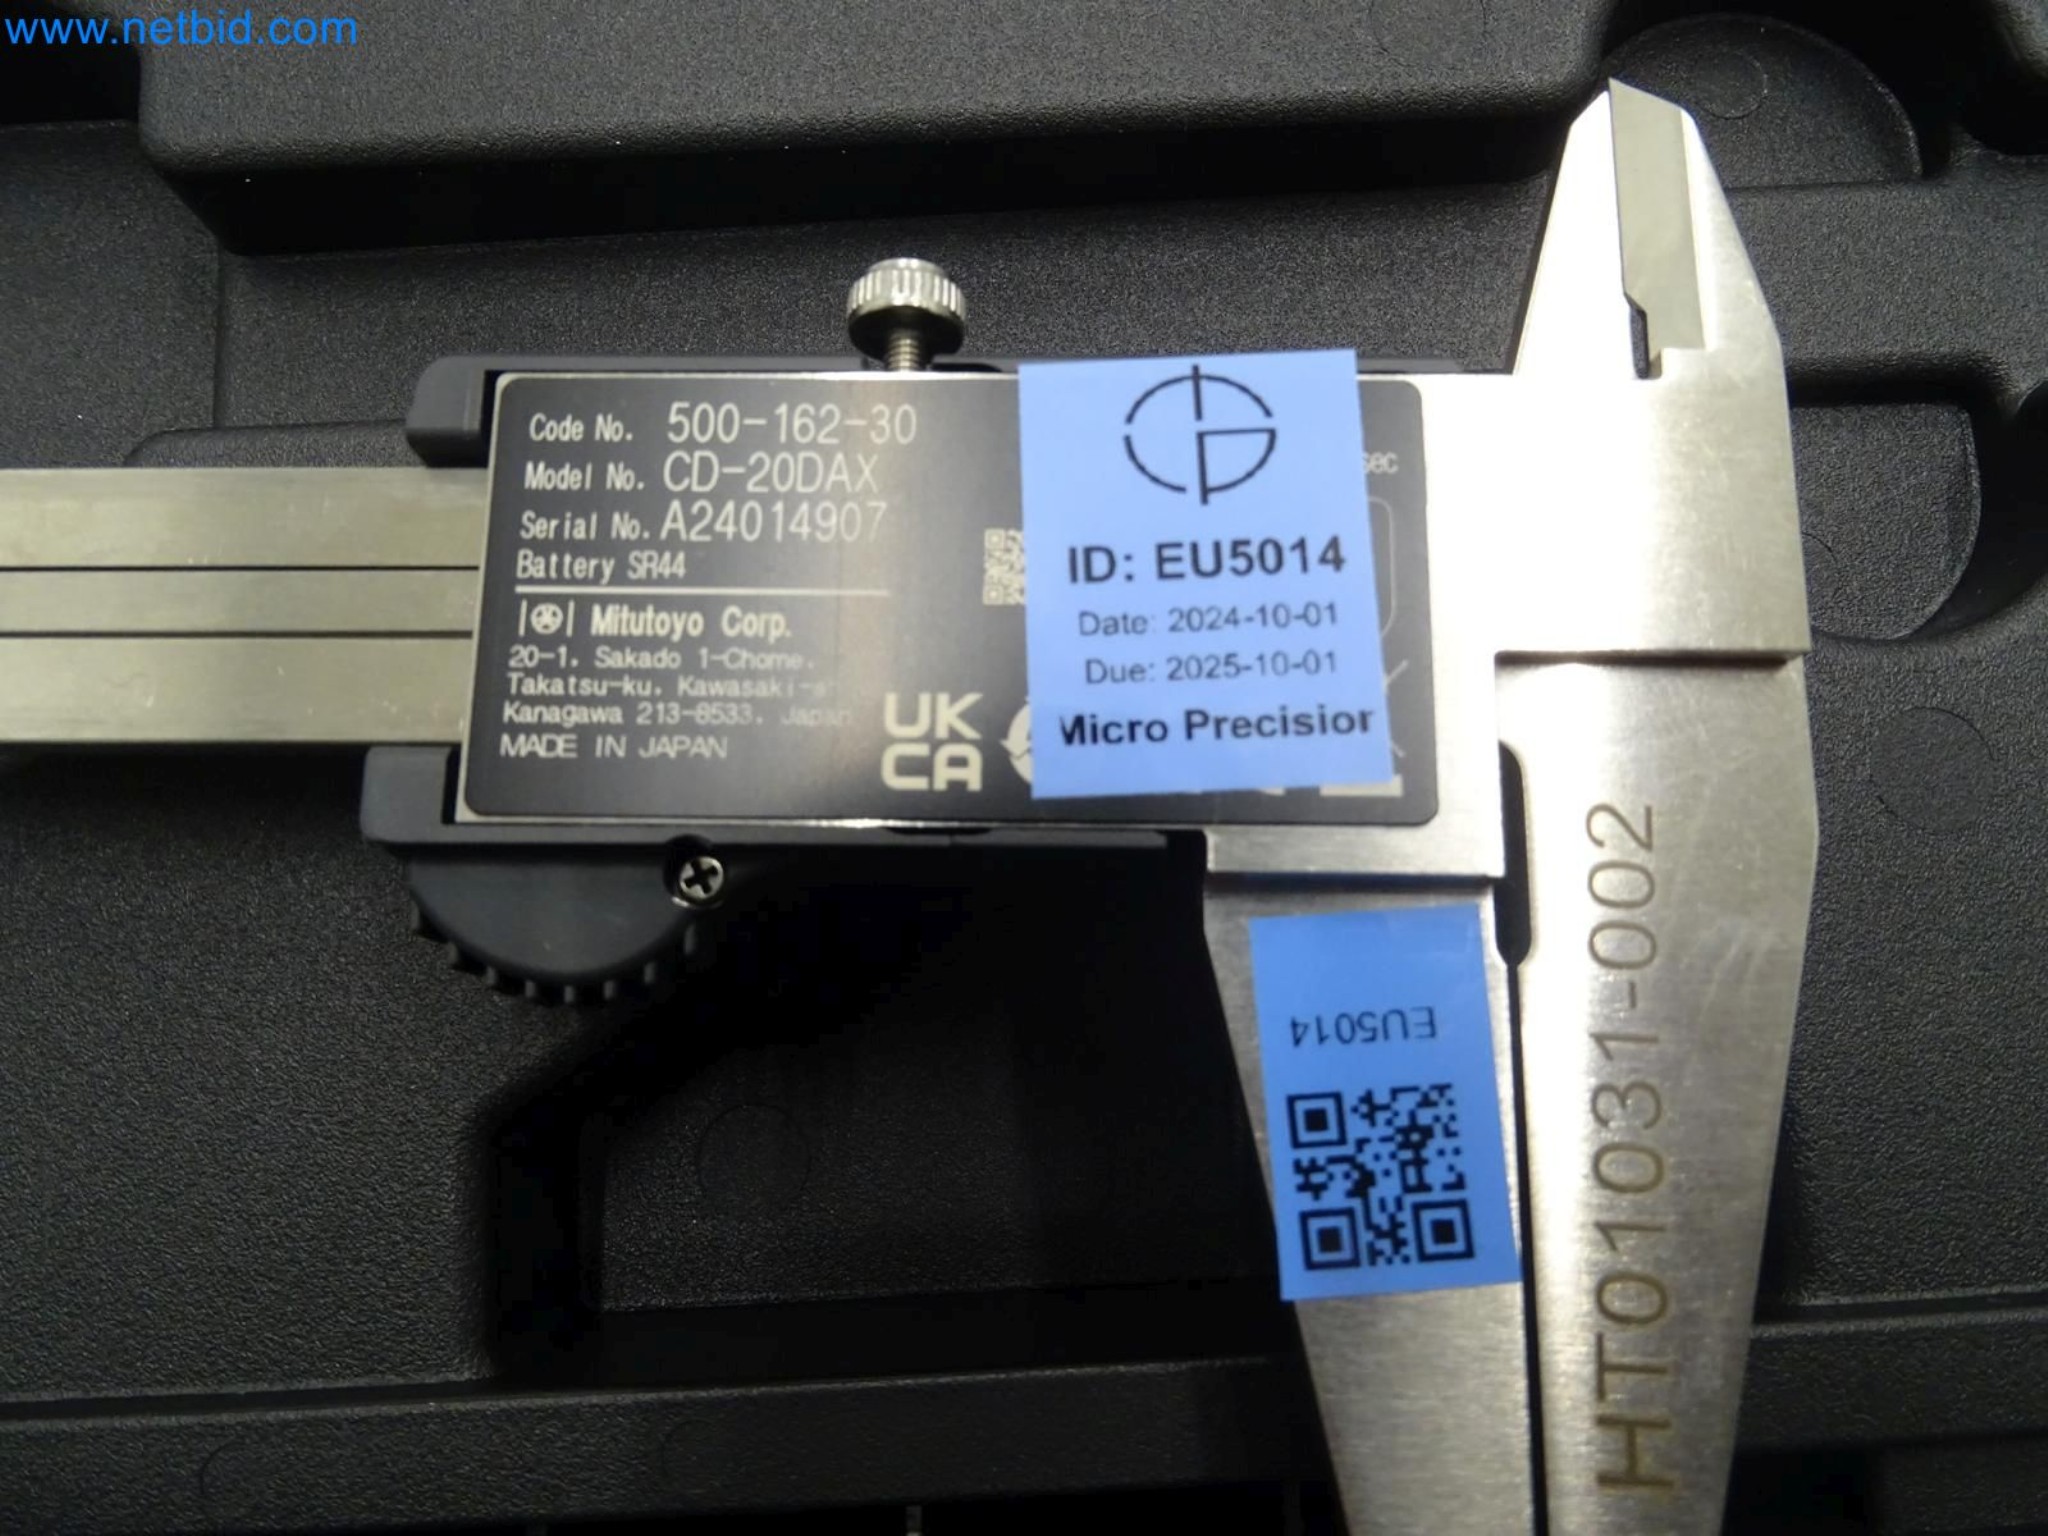 www.netbid.com
Code No. 500-162-30
Model No. CD-20DAX
Serial No. A24014907
Battery SR44
Mitutoyo Corp.
20-1, Sakado 1-Chome,
Takatsu-ku, Kawasaki-
Kanagawa 213-8533, Japan
MADE IN JAPAN
UK
CA
sec
ID: EU5014
Date: 2024-10-01
Due: 2025-10-01
Micro Precision
EU5014
HT01031-002